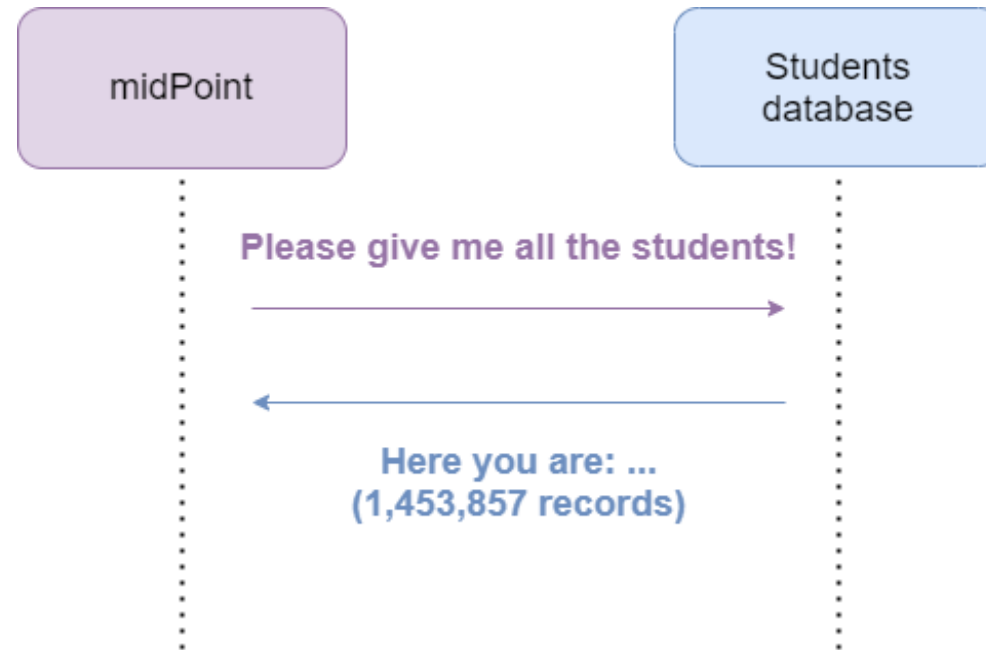 midPoint
Students
database
Please give me all the students!
Here you are: ...
(1,453,857 records)